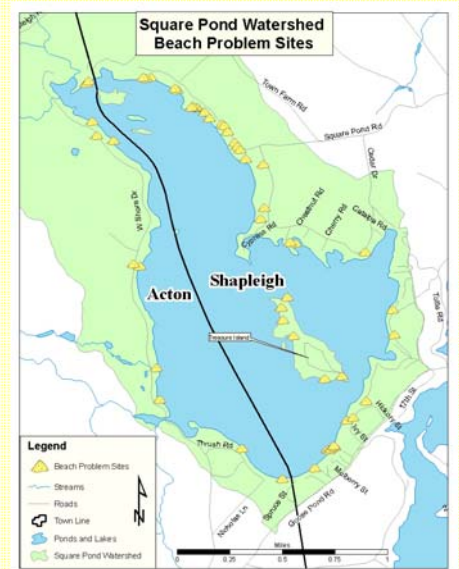 Square Pond Watershed
Beach Problem Sites
Town Farm Rd
Square Pond Rd
Cedar Dr
Chestnut Rd
Cherry Rd
Catalpa Rd
Cypress Rd
W Shore Dr
Shapleigh
Acton
Treasure Island
Tuttle Rd
17th St
Hickory St
Ivy St
Mulberry St
Goose Pond Rd
Spruce St
Nicholas Ln
Thrush Rd
Legend
Beach Problem Sites
Streams
Roads
Town Line
Ponds and Lakes
Square Pond Watershed
N
Miles
0 0.25 0.5 1